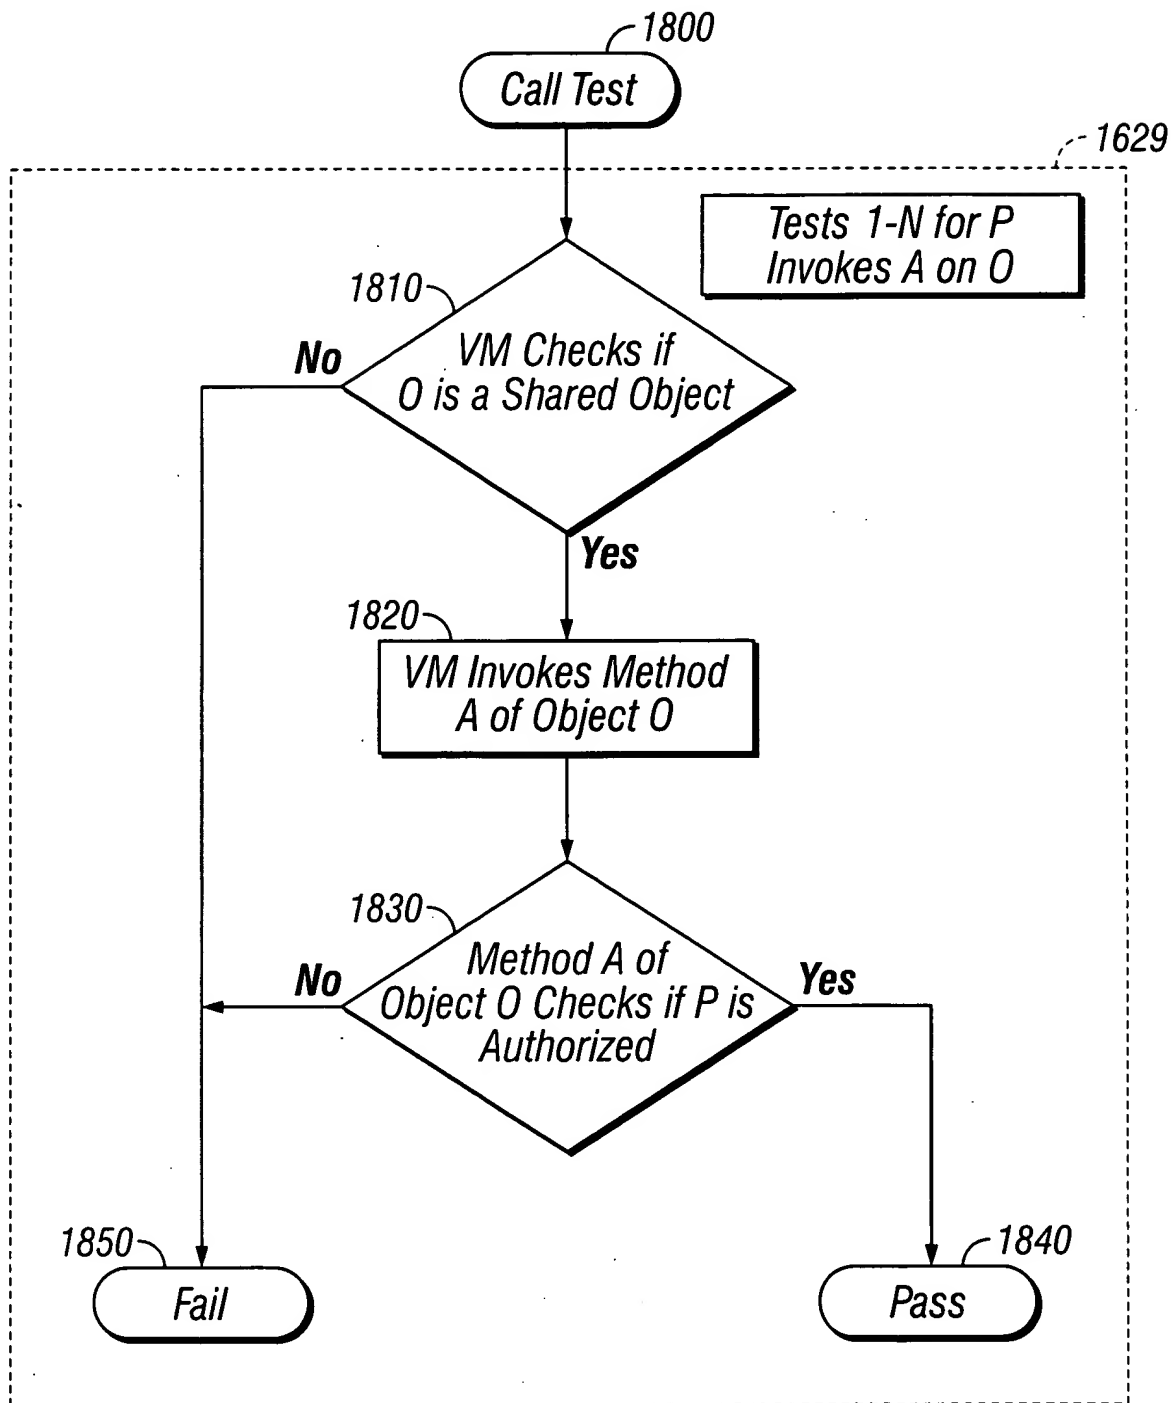 1800
Call Test
1629
Tests 1-N for P
Invokes A on O
1810
VM Checks if
O is a Shared Object
No
Yes
1820
VM Invokes Method
A of Object O
1830
Method A of
Object O Checks if P is
Authorized
No
Yes
1850
Fail
1840
Pass